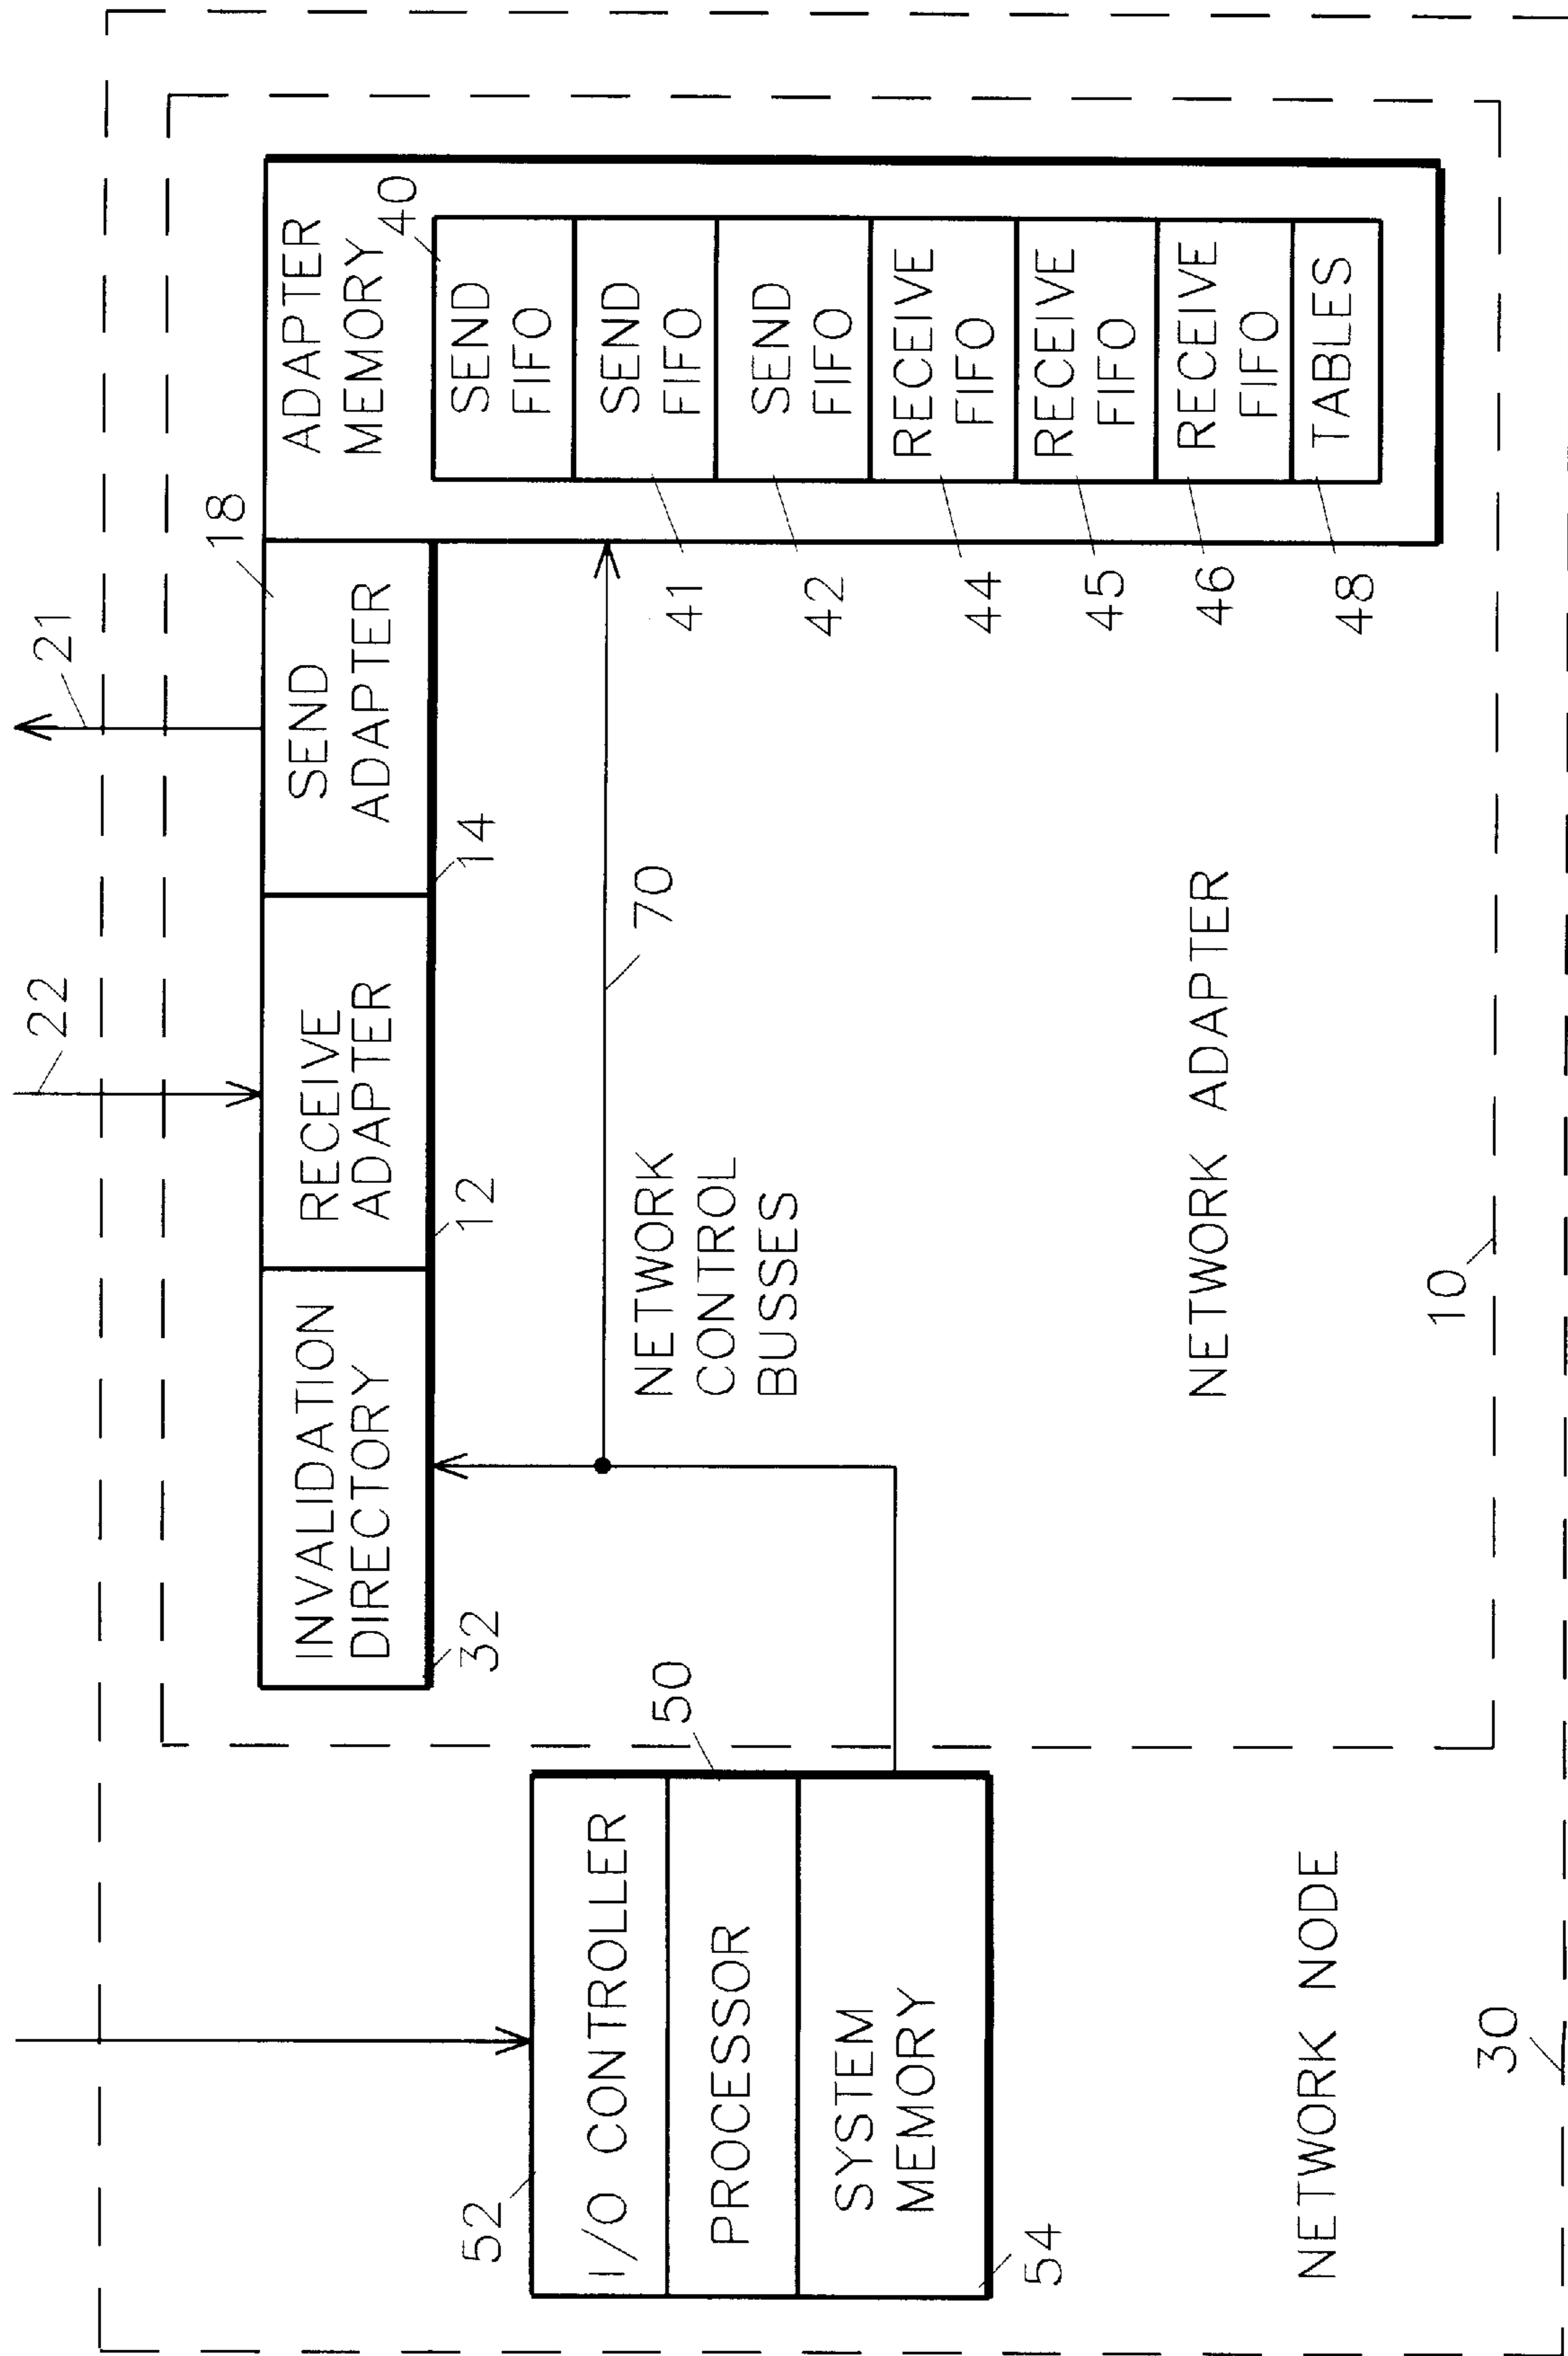 22
21
18
INVALIDATION
DIRECTORY
RECEIVE
ADAPTER
SEND
ADAPTER
ADAPTER
MEMORY
40
32
12
14
SEND
FIFO
SEND
FIFO
SEND
FIFO
RECEIVE
FIFO
RECEIVE
FIFO
RECEIVE
FIFO
TABLES
41
42
44
45
46
48
70
NETWORK
CONTROL
BUSSES
52
50
I/O CONTROLLER
PROCESSOR
SYSTEM
MEMORY
54
NETWORK ADAPTER
10
NETWORK NODE
30